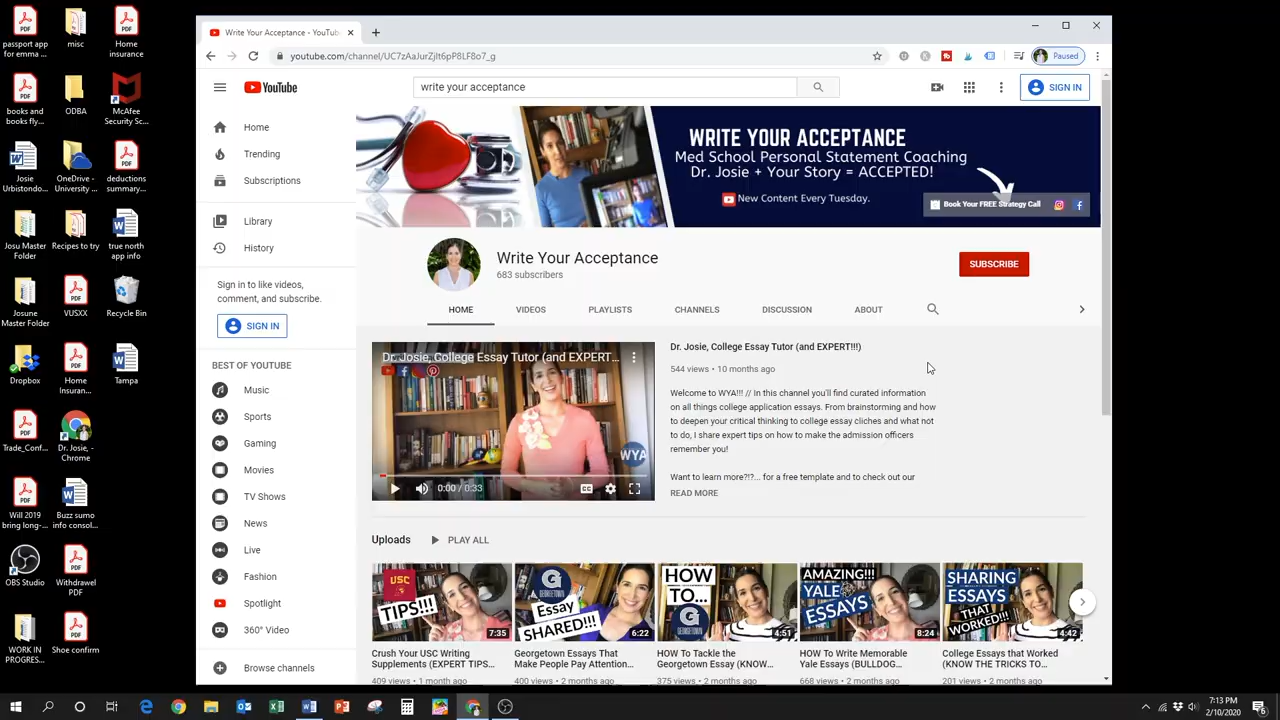 passport app
for emma ...
misc
Home
insurance
books and
books fly...
ODBA
McAfee
Security Sc...
Josie
Urbistondo...
OneDrive -
University ...
deductions
summary...
Josu Master
Folder
Recipes to try
true north
app info
Josune
Master Folder
VUSXX
Recycle Bin
Dropbox
Home
Insuran...
Tampa
Trade_Conf...
Dr. Josie, -
Chrome
Will 2019
bring long-...
Buzz sumo
info consol...
OBS Studio
Withdrawel
PDF
WORK IN
PROGRES...
Shoe confirm
Write Your Acceptance - YouTub
youtube.com/channel/UC7zAaJurZjIt6pP8LF8o7_g
Paused
YouTube
write your acceptance
SIGN IN
Home
Trending
Subscriptions
Library
History
Sign in to like videos,
comment, and subscribe.
SIGN IN
BEST OF YOUTUBE
Music
Sports
Gaming
Movies
TV Shows
News
Live
Fashion
Spotlight
360° Video
Browse channels
WRITE YOUR ACCEPTANCE
Med School Personal Statement Coaching
Dr. Josie + Your Story = ACCEPTED!
New Content Every Tuesday.
Book Your FREE Strategy Call
Write Your Acceptance
683 subscribers
SUBSCRIBE
HOME
VIDEOS
PLAYLISTS
CHANNELS
DISCUSSION
ABOUT
Dr. Josie, College Essay Tutor (and EXPERT...
WYA
0:00 / 0:33
Dr. Josie, College Essay Tutor (and EXPERT!!!)
544 views • 10 months ago
Welcome to WYA!!! // In this channel you'll find curated information
on all things college application essays. From brainstorming and how
to deepen your critical thinking to college essay cliches and what not
to do, I share expert tips on how to make the admission officers
remember you!
Want to learn more?!?... for a free template and to check out our
READ MORE
Uploads
PLAY ALL
USC
TIPS!!!
7:35
Crush Your USC Writing
Supplements (EXPERT TIPS...
409 views • 1 month ago
G
Essay
SHARED!!!
6:22
Georgetown Essays That
Make People Pay Attention...
400 views • 2 months ago
HOW
TO...
G
GEORGETOWN
4:51
HOW To Tackle the
Georgetown Essay (KNOW...
375 views • 2 months ago
AMAZING!!!
YALE
ESSAYS
8:24
HOW To Write Memorable
Yale Essays (BULLDOG...
668 views • 2 months ago
SHARING
ESSAYS
THAT
WORKED!!!
4:42
College Essays that Worked
(KNOW THE TRICKS TO...
201 views • 2 months ago
7:13 PM
2/10/2020
6